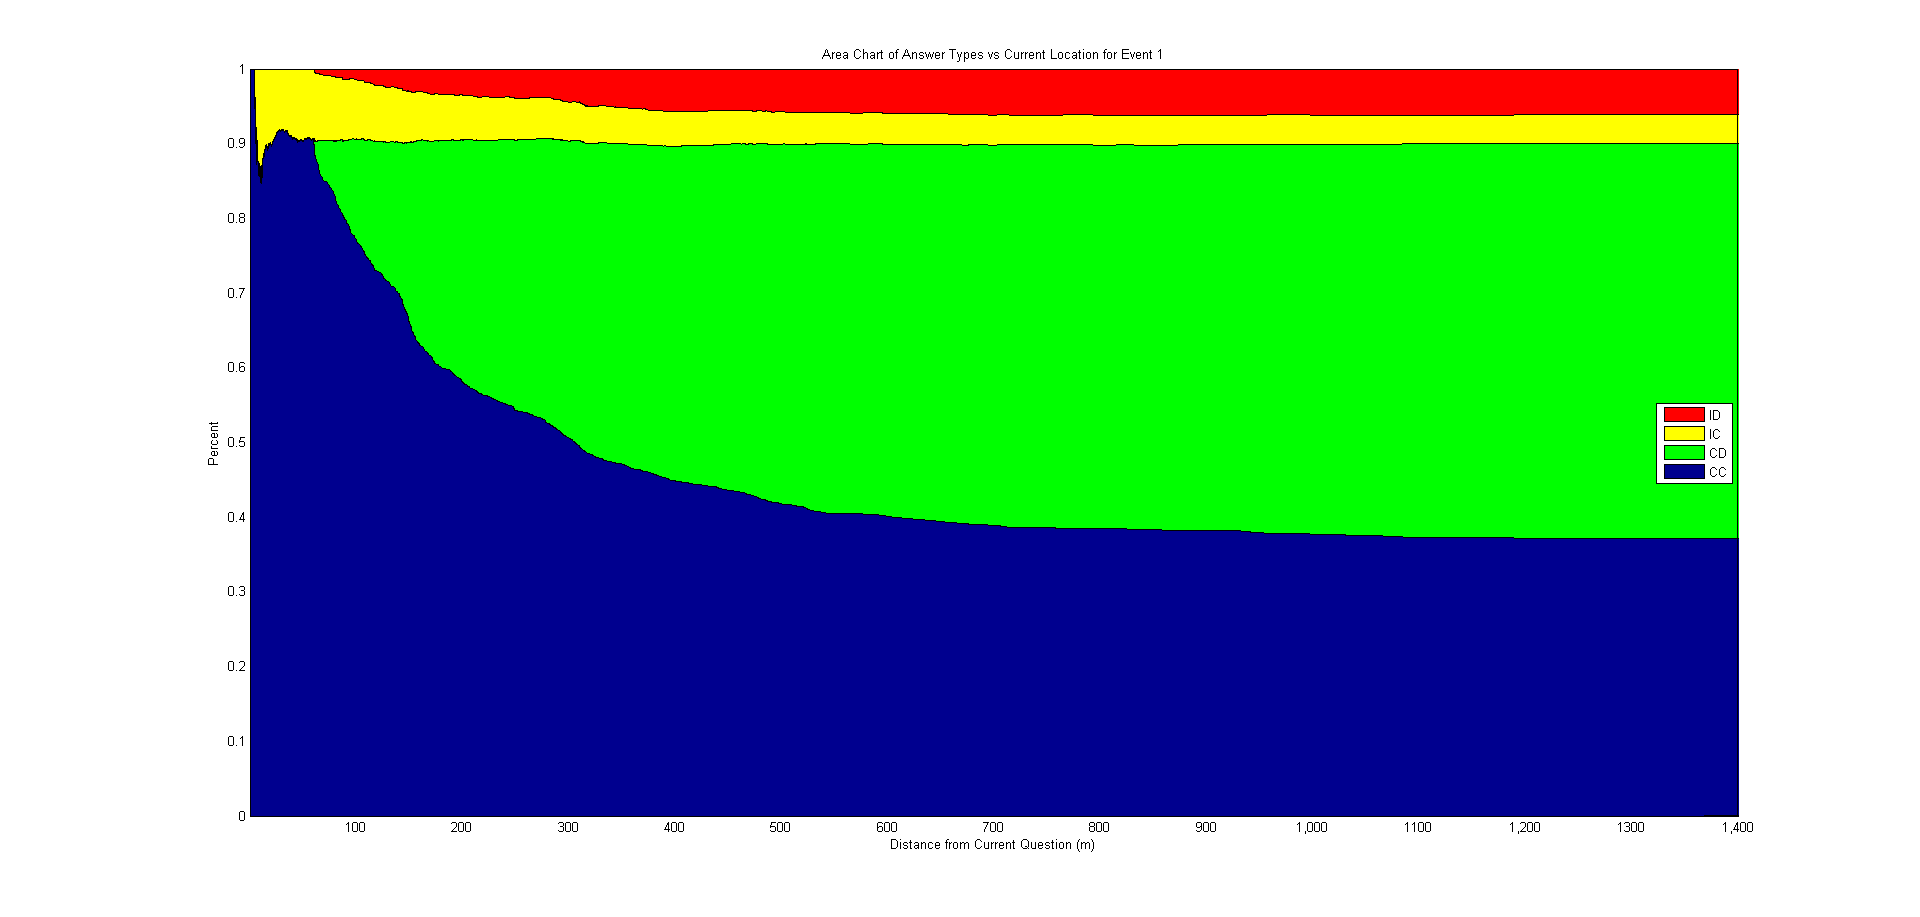 Area Chart of Answer Types vs Current Location for Event 1
1
0.9
0.8
0.7
0.6
0.5
0.4
0.3
0.2
0.1
0
Percent
ID
IC
CD
CC
100 200 300 400 500 600 700 800 900 1,000 1100 1,200 1300 1,400
Distance from Current Question (m)